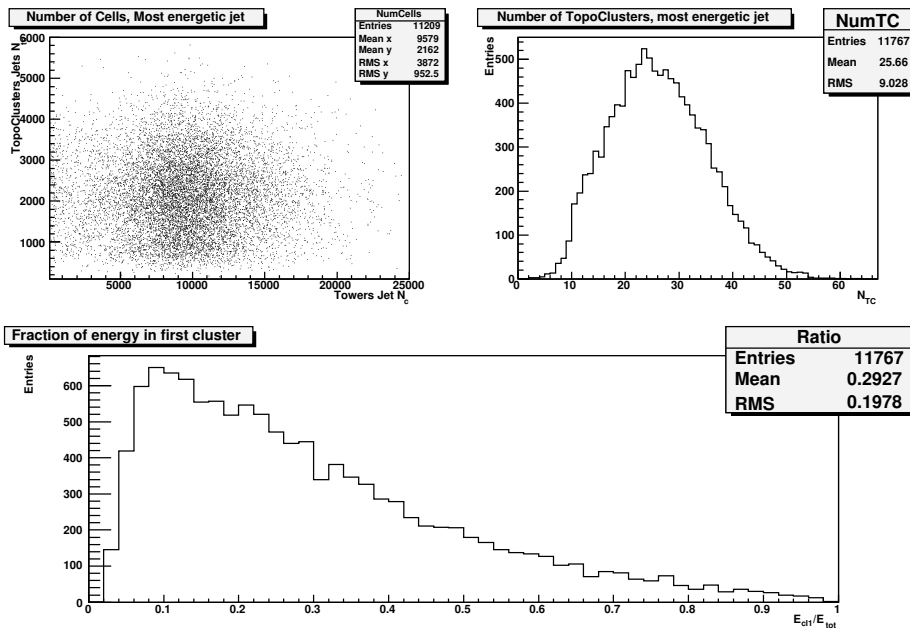 Number of Cells, Most energetic jet
NumCells
Entries 11209
Mean x 9579
Mean y 2162
RMS x 3872
RMS y 952.5
TopoClusters Jets N
6000
5000
4000
3000
2000
1000
5000 10000 15000 20000 25000
Towers Jet N_c
Number of TopoClusters, most energetic jet
NumTC
Entries 11767
Mean 25.66
RMS 9.028
Entries
500
400
300
200
100
0
0 10 20 30 40 50 60
N_TC
Fraction of energy in first cluster
Ratio
Entries 11767
Mean 0.2927
RMS 0.1978
Entries
600
500
400
300
200
100
0
0 0.1 0.2 0.3 0.4 0.5 0.6 0.7 0.8 0.9 1
E_cl1/E_tot